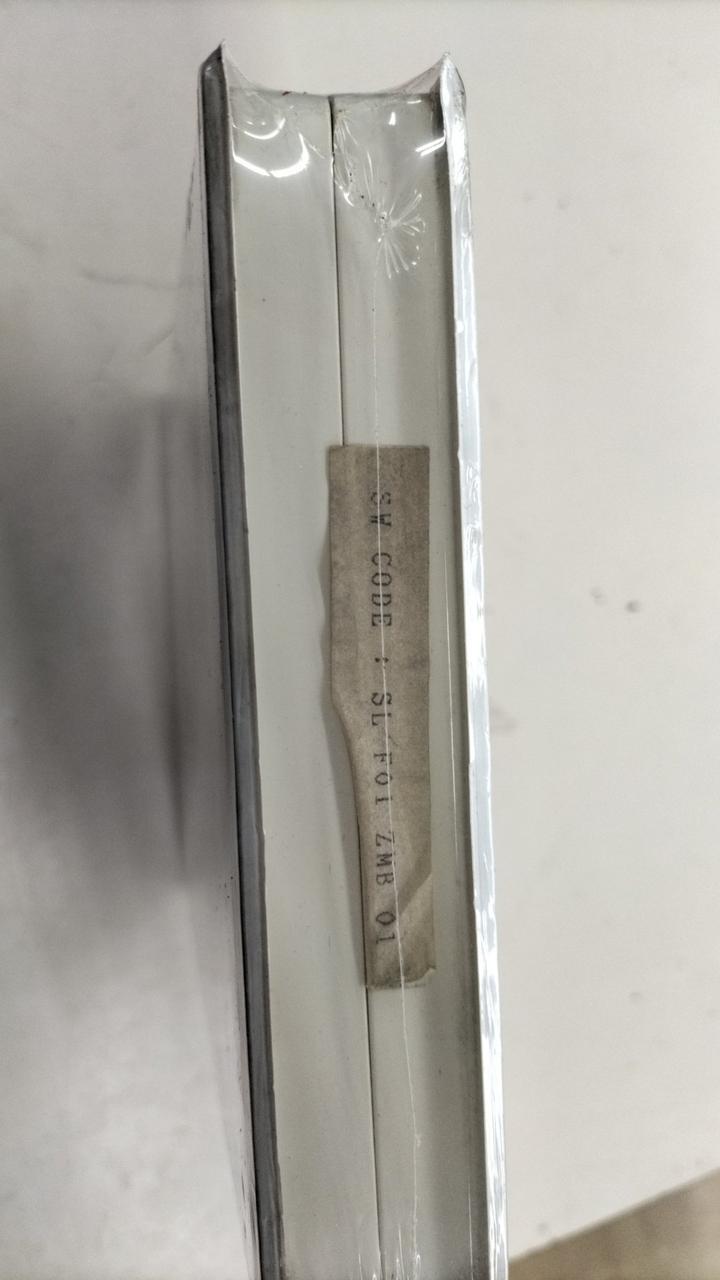 SW CODE : SL F01 ZMB 01